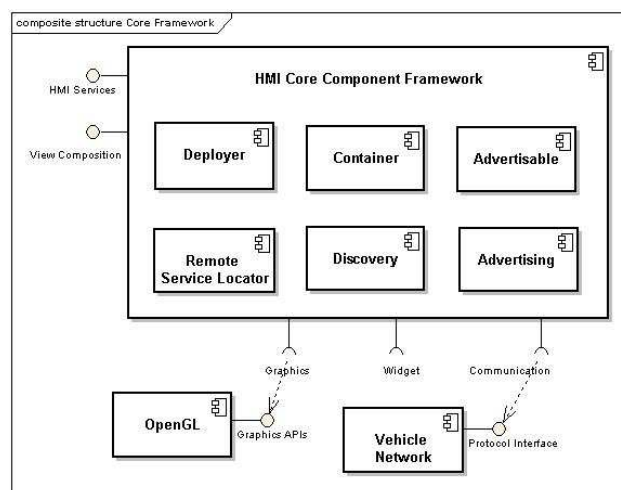 composite structure Core Framework
HMI Core Component Framework
HMI Services
View Composition
Deployer
Container
Advertisable
Remote
Service Locator
Discovery
Advertising
Graphics
Widget
Communication
OpenGL
Graphics APIs
Vehicle
Network
Protocol Interface